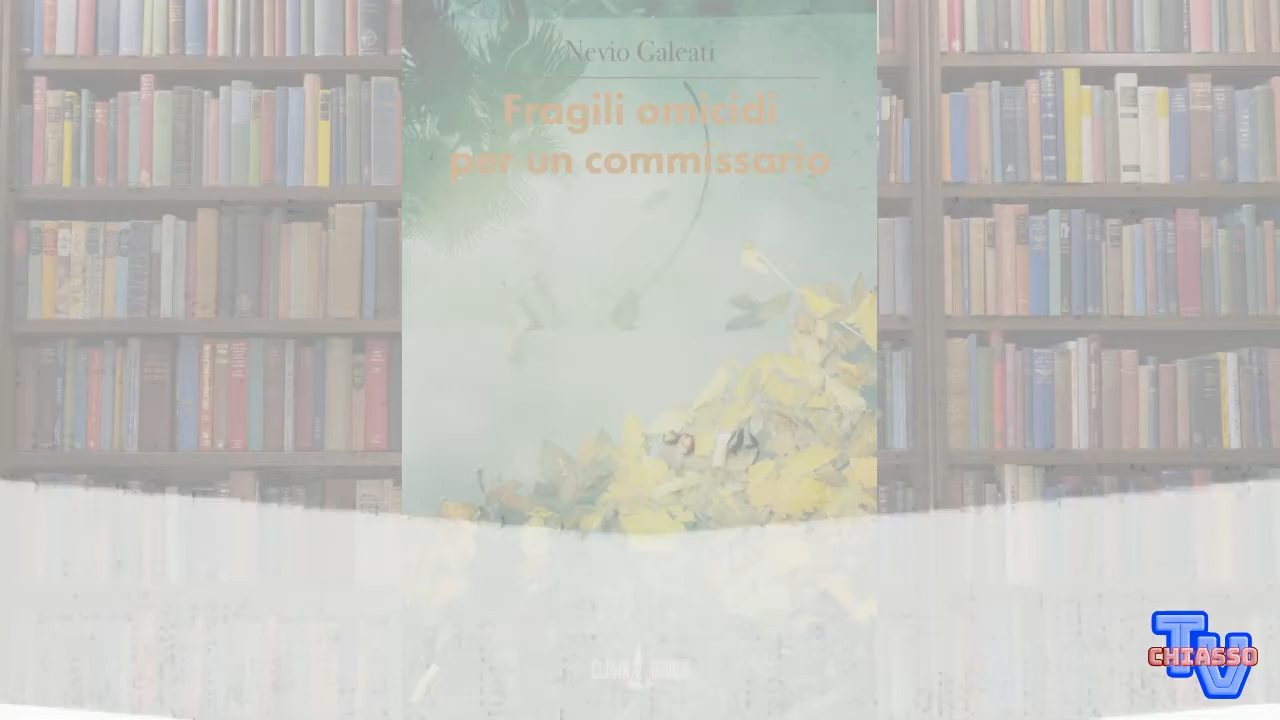 Nevio Galeati
Fragili omicidi
per un commissario
TV
CHIASSO